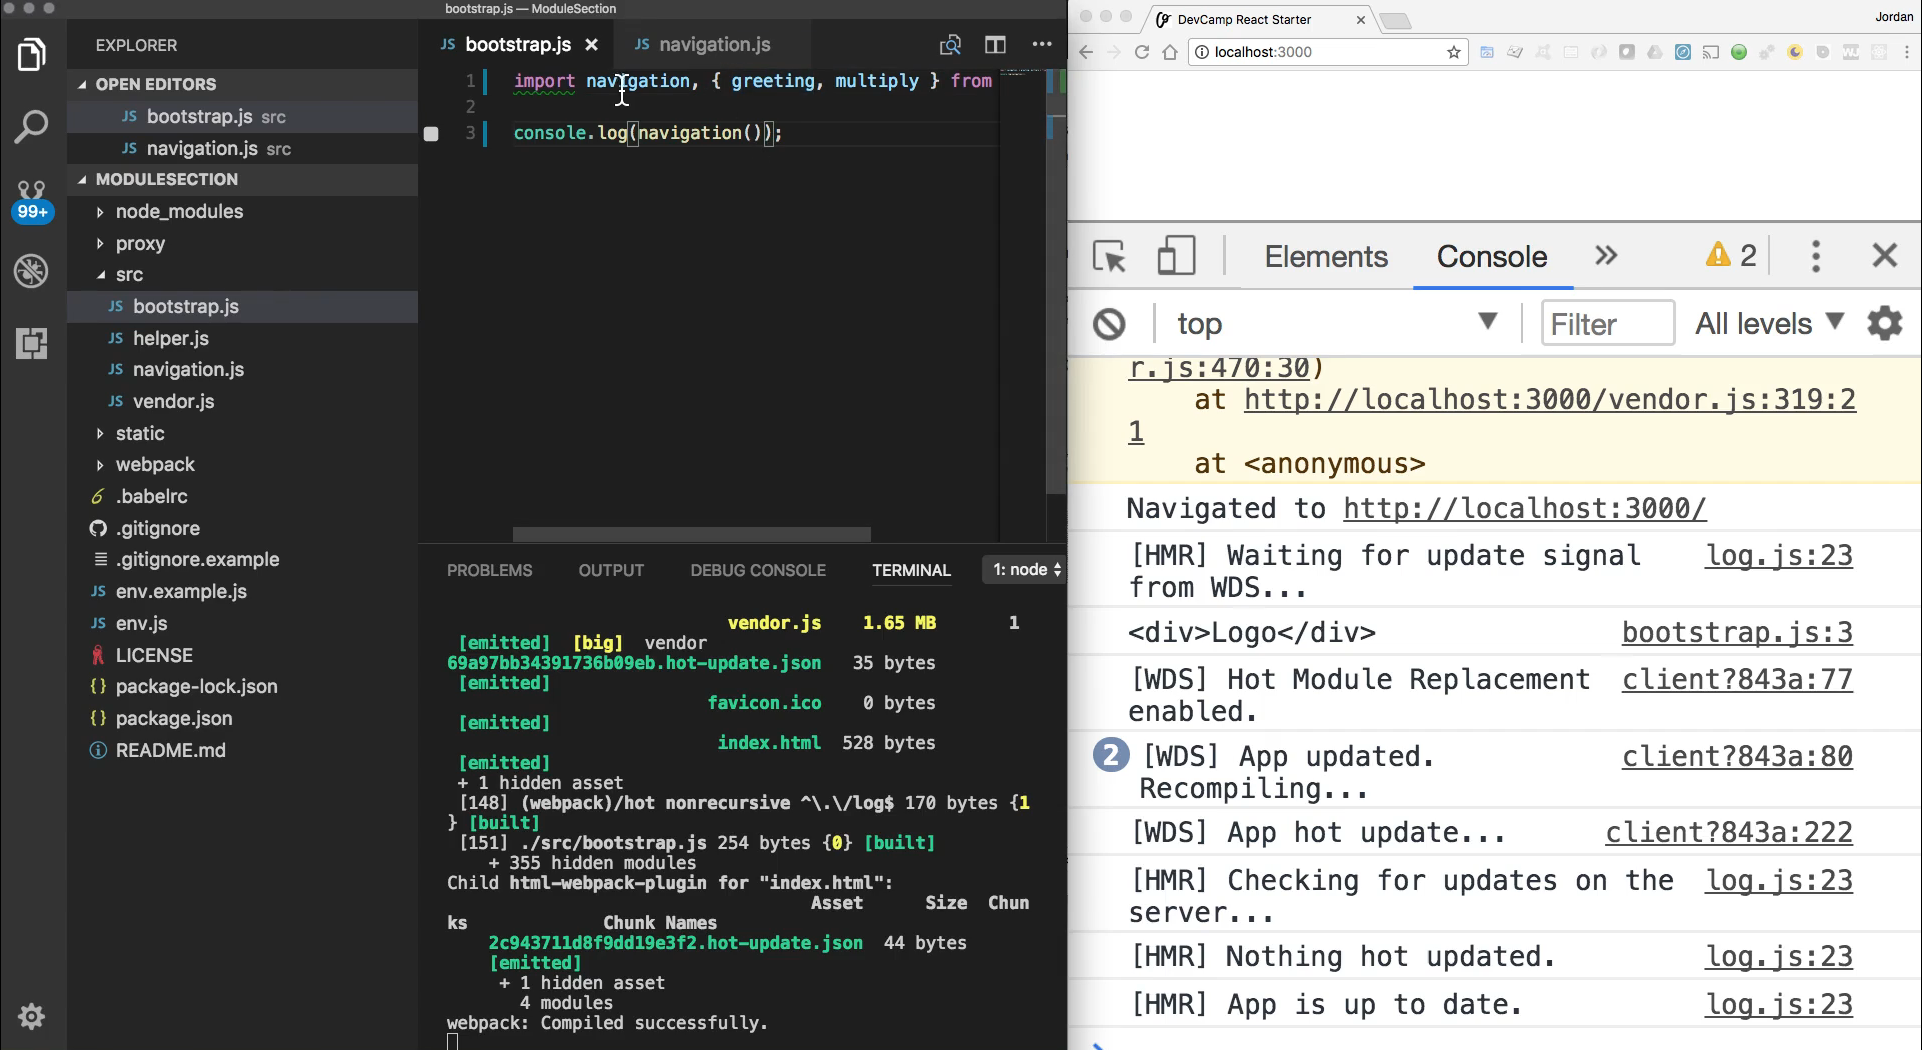 bootstrap.js — ModuleSection
EXPLORER
OPEN EDITORS
JS bootstrap.js src
JS navigation.js src
MODULESECTION
node_modules
proxy
src
JS bootstrap.js
JS helper.js
JS navigation.js
JS vendor.js
static
webpack
.babelrc
.gitignore
.gitignore.example
JS env.example.js
JS env.js
LICENSE
{} package-lock.json
{} package.json
README.md
99+
JS bootstrap.js
JS navigation.js
1 import navigation, { greeting, multiply } from
2
3 console.log(navigation());
PROBLEMS OUTPUT DEBUG CONSOLE TERMINAL 1: node
vendor.js 1.65 MB 1
[emitted] [big] vendor
69a97bb34391736b09eb.hot-update.json 35 bytes
[emitted]
favicon.ico 0 bytes
[emitted]
index.html 528 bytes
[emitted]
+ 1 hidden asset
[148] (webpack)/hot nonrecursive ^\.\/log$ 170 bytes {1
} [built]
[151] ./src/bootstrap.js 254 bytes {0} [built]
+ 355 hidden modules
Child html-webpack-plugin for "index.html":
Asset Size Chun
ks Chunk Names
2c943711d8f9dd19e3f2.hot-update.json 44 bytes
[emitted]
+ 1 hidden asset
4 modules
webpack: Compiled successfully.
DevCamp React Starter
Jordan
localhost:3000
Elements Console 2
top Filter All levels
r.js:470:30)
at http://localhost:3000/vendor.js:319:2
1
at <anonymous>
Navigated to http://localhost:3000/
[HMR] Waiting for update signal log.js:23
from WDS...
<div>Logo</div> bootstrap.js:3
[WDS] Hot Module Replacement client?843a:77
enabled.
2 [WDS] App updated. client?843a:80
Recompiling...
[WDS] App hot update... client?843a:222
[HMR] Checking for updates on the log.js:23
server...
[HMR] Nothing hot updated. log.js:23
[HMR] App is up to date. log.js:23